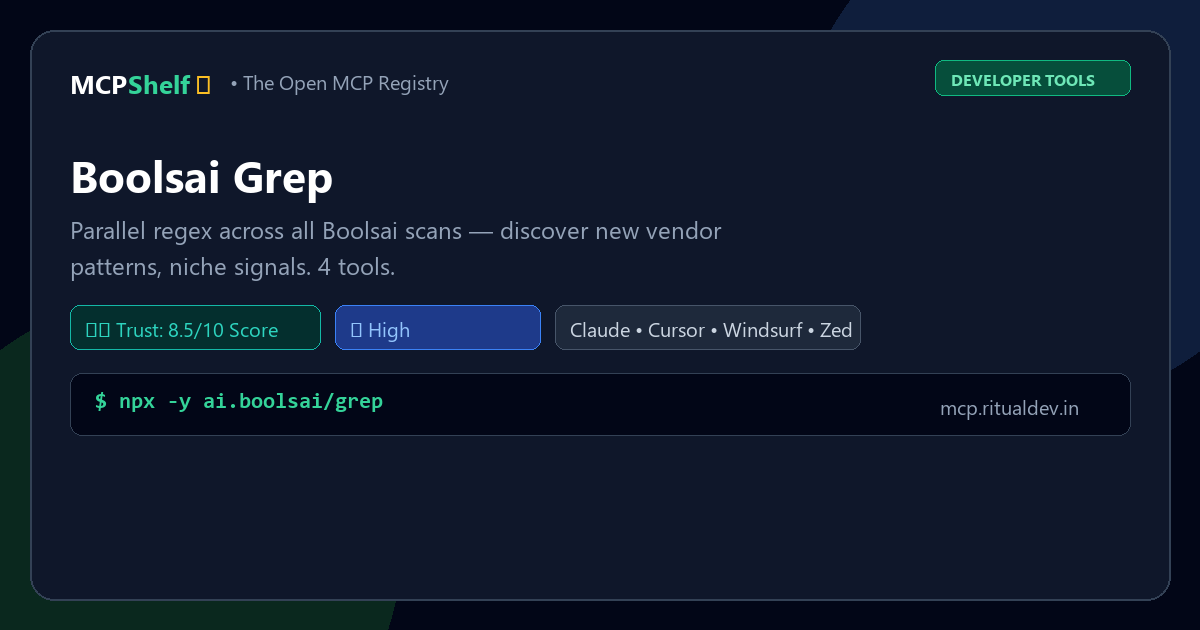 MCPShelf • The Open MCP Registry
DEVELOPER TOOLS
Boolsai Grep
Parallel regex across all Boolsai scans — discover new vendor
patterns, niche signals. 4 tools.
Trust: 8.5/10 Score
High
Claude • Cursor • Windsurf • Zed
$ npx -y ai.boolsai/grep
mcp.ritualdev.in